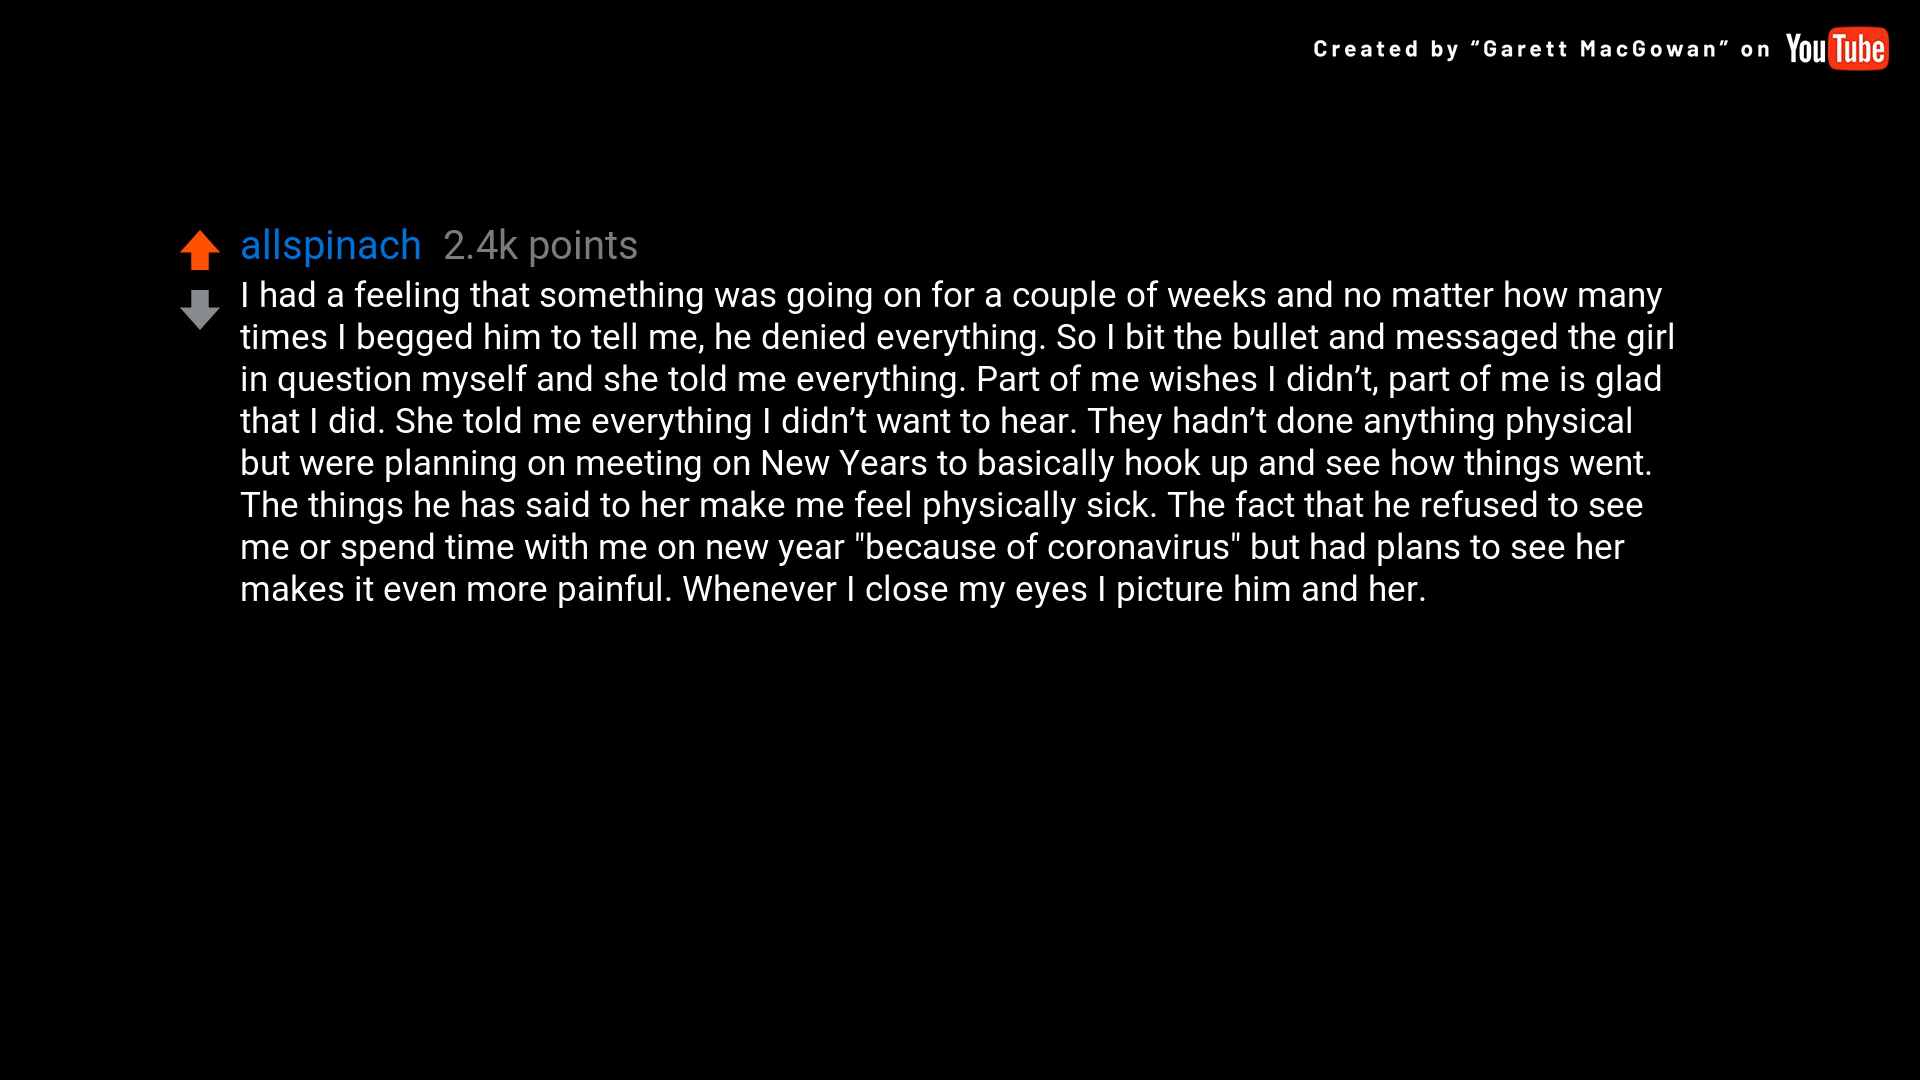 Created by “Garett MacGowan” on YouTube
allspinach 2.4k points
I had a feeling that something was going on for a couple of weeks and no matter how many
times I begged him to tell me, he denied everything. So I bit the bullet and messaged the girl
in question myself and she told me everything. Part of me wishes I didn’t, part of me is glad
that I did. She told me everything I didn’t want to hear. They hadn’t done anything physical
but were planning on meeting on New Years to basically hook up and see how things went.
The things he has said to her make me feel physically sick. The fact that he refused to see
me or spend time with me on new year "because of coronavirus" but had plans to see her
makes it even more painful. Whenever I close my eyes I picture him and her.